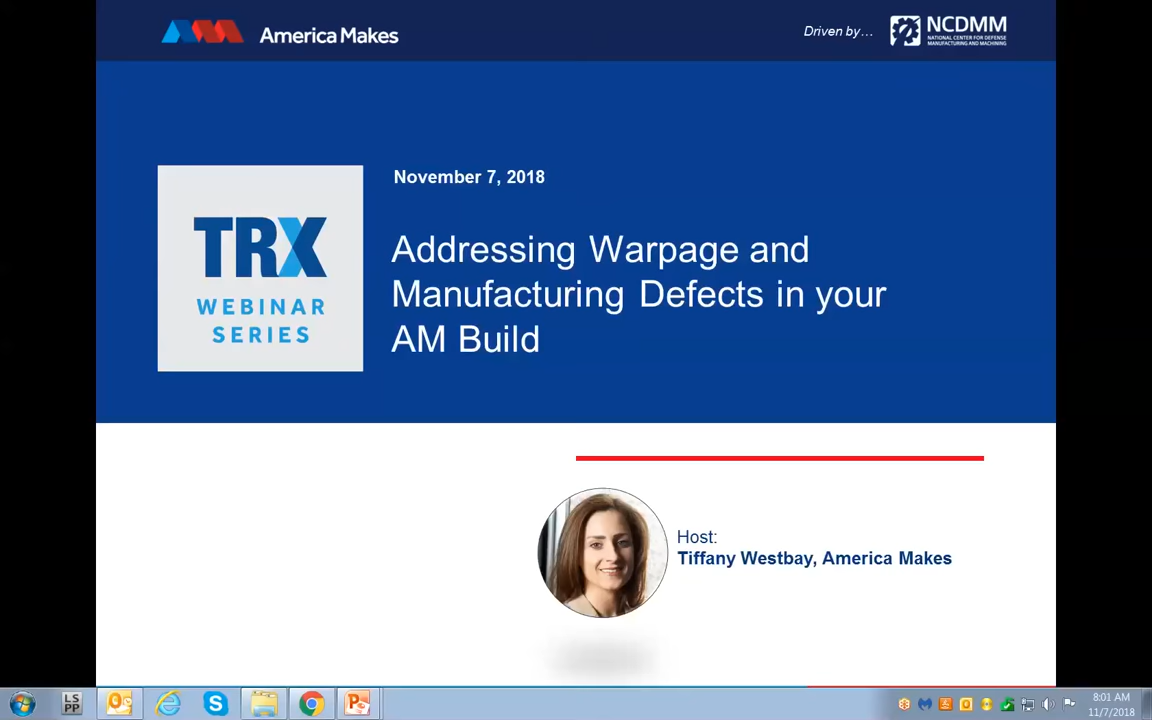 America Makes
Driven by...
NCDMM
NATIONAL CENTER FOR DEFENSE
MANUFACTURING AND MACHINING
November 7, 2018
TRX
WEBINAR
SERIES
Addressing Warpage and
Manufacturing Defects in your
AM Build
Host:
Tiffany Westbay, America Makes
LS
PP
8:01 AM
11/7/2018